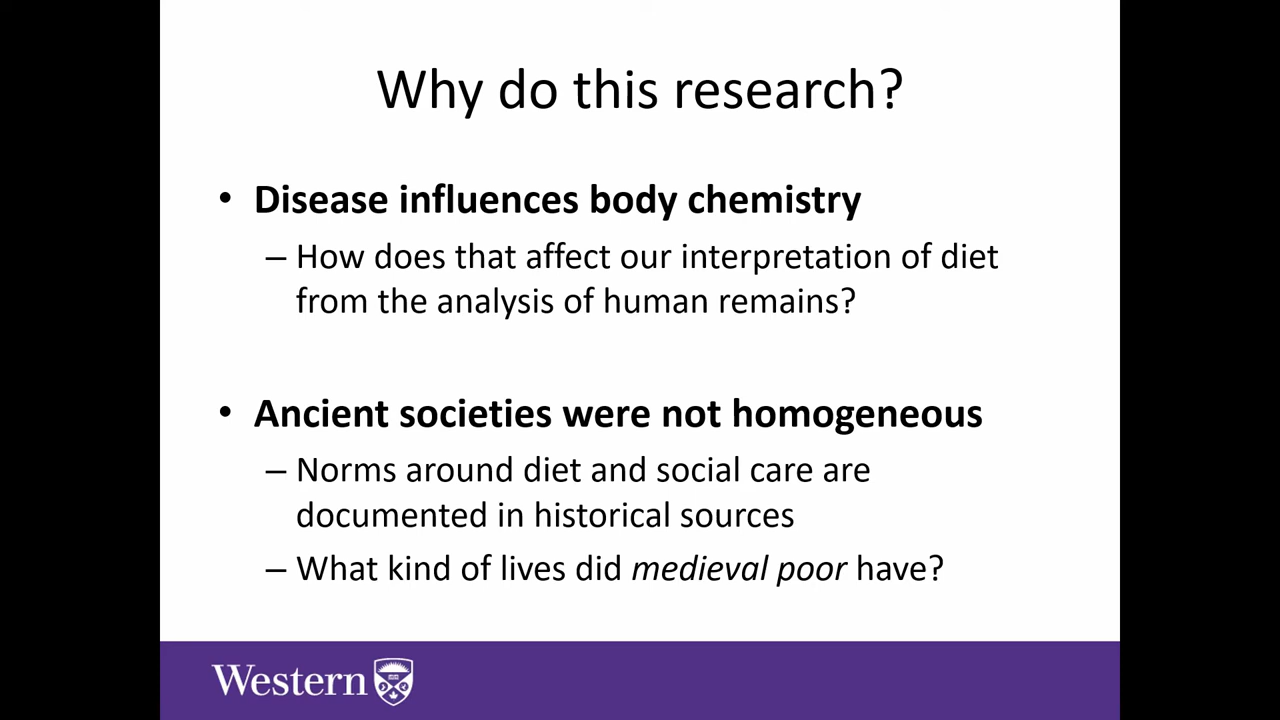 Why do this research?
• Disease influences body chemistry
– How does that affect our interpretation of diet
from the analysis of human remains?
• Ancient societies were not homogeneous
– Norms around diet and social care are
documented in historical sources
– What kind of lives did medieval poor have?
Western